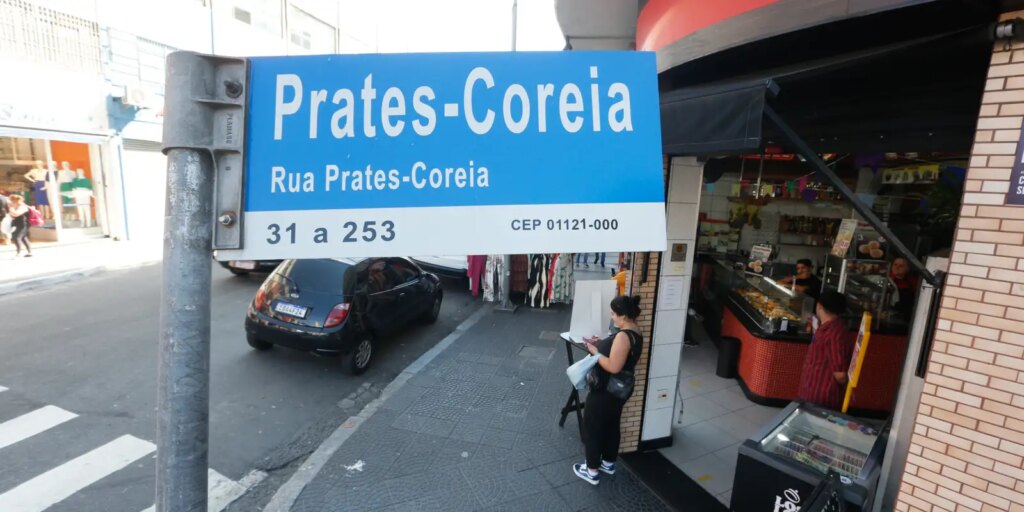 Prates-Coreia
Rua Prates-Coreia
31 a 253
CEP 01121-000